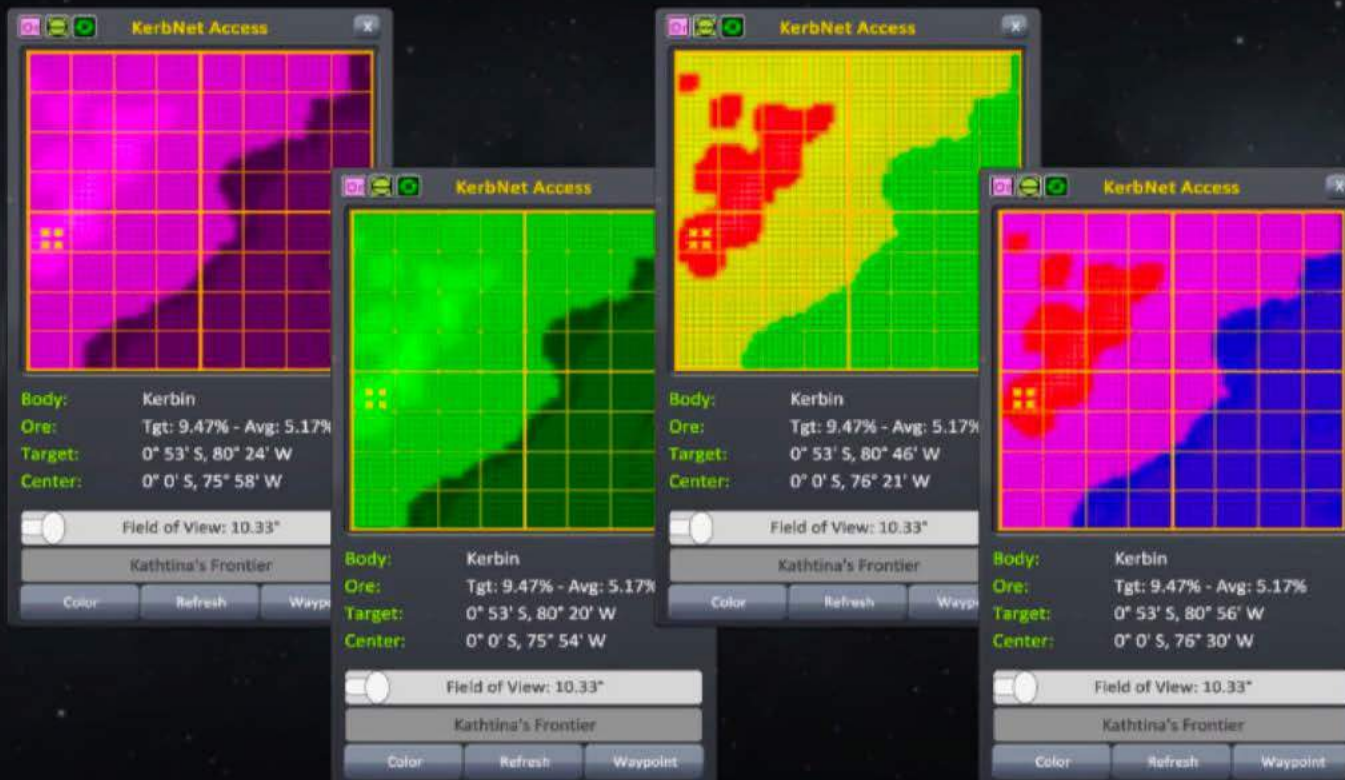 Or
KerbNet Access
X
Body: Kerbin
Ore: Tgt: 9.47% - Avg: 5.17%
Target: 0° 53' S, 80° 24' W
Center: 0° 0' S, 75° 58' W
Field of View: 10.33°
Kathtina's Frontier
Color Refresh Waypo
Or
KerbNet Access
Body: Kerbin
Ore: Tgt: 9.47% - Avg: 5.17%
Target: 0° 53' S, 80° 20' W
Center: 0° 0' S, 75° 54' W
Field of View: 10.33°
Kathtina's Frontier
Color Refresh Waypoint
Or
KerbNet Access
X
Body: Kerbin
Ore: Tgt: 9.47% - Avg: 5.17%
Target: 0° 53' S, 80° 46' W
Center: 0° 0' S, 76° 21' W
Field of View: 10.33°
Kathtina's Frontier
Color Refresh Wayp
Or
KerbNet Access
X
Body: Kerbin
Ore: Tgt: 9.47% - Avg: 5.17%
Target: 0° 53' S, 80° 56' W
Center: 0° 0' S, 76° 30' W
Field of View: 10.33°
Kathtina's Frontier
Color Refresh Waypoint